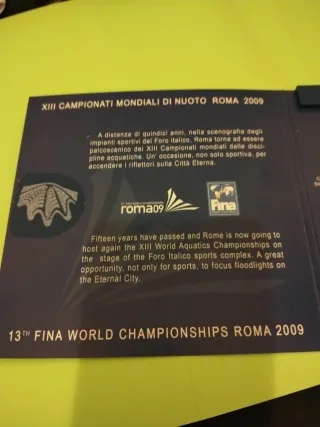 XIII CAMPIONATI MONDIALI DI NUOTO ROMA 2009
A distanza di quindici anni, nella scenografia degli
impianti sportivi del Foro Italico, Roma torna ad essere
palcoscenico dei XIII Campionati mondiali delle disci-
pline acquatiche. Un' occasione, non solo sportiva, per
accendere i riflettori sulla Città Eterna.
roma09
Fina
Fifteen years have passed and Rome is now going to
host again the XIII World Aquatics Championships on
the stage of the Foro Italico sports complex. A great
opportunity, not only for sports, to focus floodlights on
the Eternal City.
13TH FINA WORLD CHAMPIONSHIPS ROMA 2009